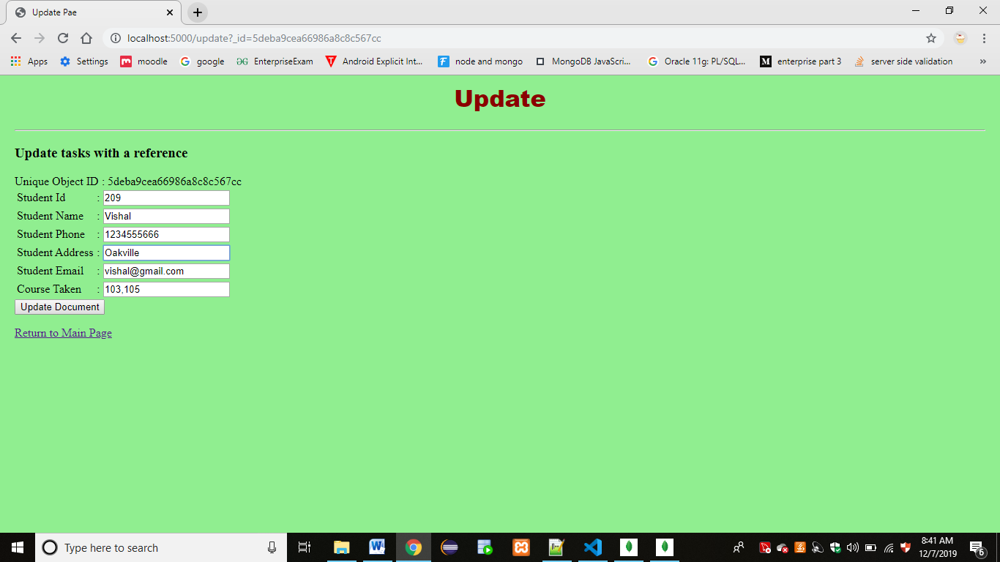 Update Pae
localhost:5000/update?_id=5deba9cea66986a8c8c567cc
Apps Settings moodle google EnterpriseExam Android Explicit Int... node and mongo MongoDB JavaScri... Oracle 11g: PL/SQL... enterprise part 3 server side validation »
Update
Update tasks with a reference
Unique Object ID : 5deba9cea66986a8c8c567cc
Student Id : 209
Student Name : Vishal
Student Phone : 1234555666
Student Address : Oakville
Student Email : vishal@gmail.com
Course Taken : 103,105
Update Document
Return to Main Page
Type here to search
8:41 AM
12/7/2019
6